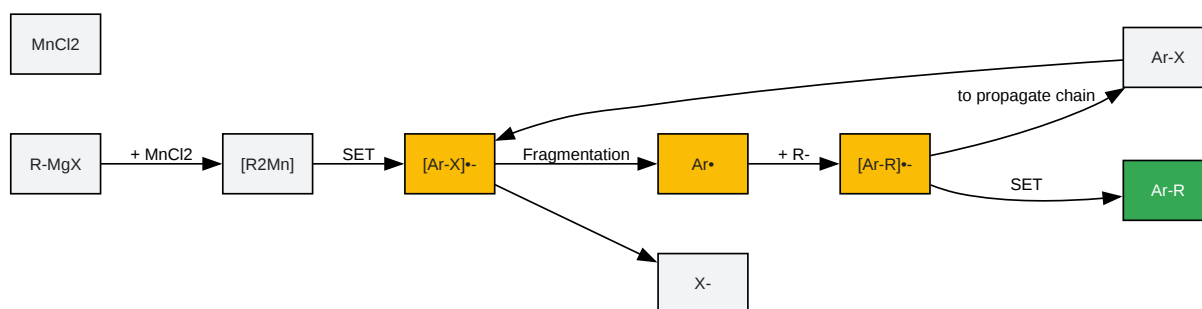 MnCl2
Ar-X
to propagate chain
R-MgX
+ MnCl2
[R2Mn]
SET
[Ar-X]•-
Fragmentation
Ar•
+ R-
[Ar-R]•-
SET
Ar-R
X-